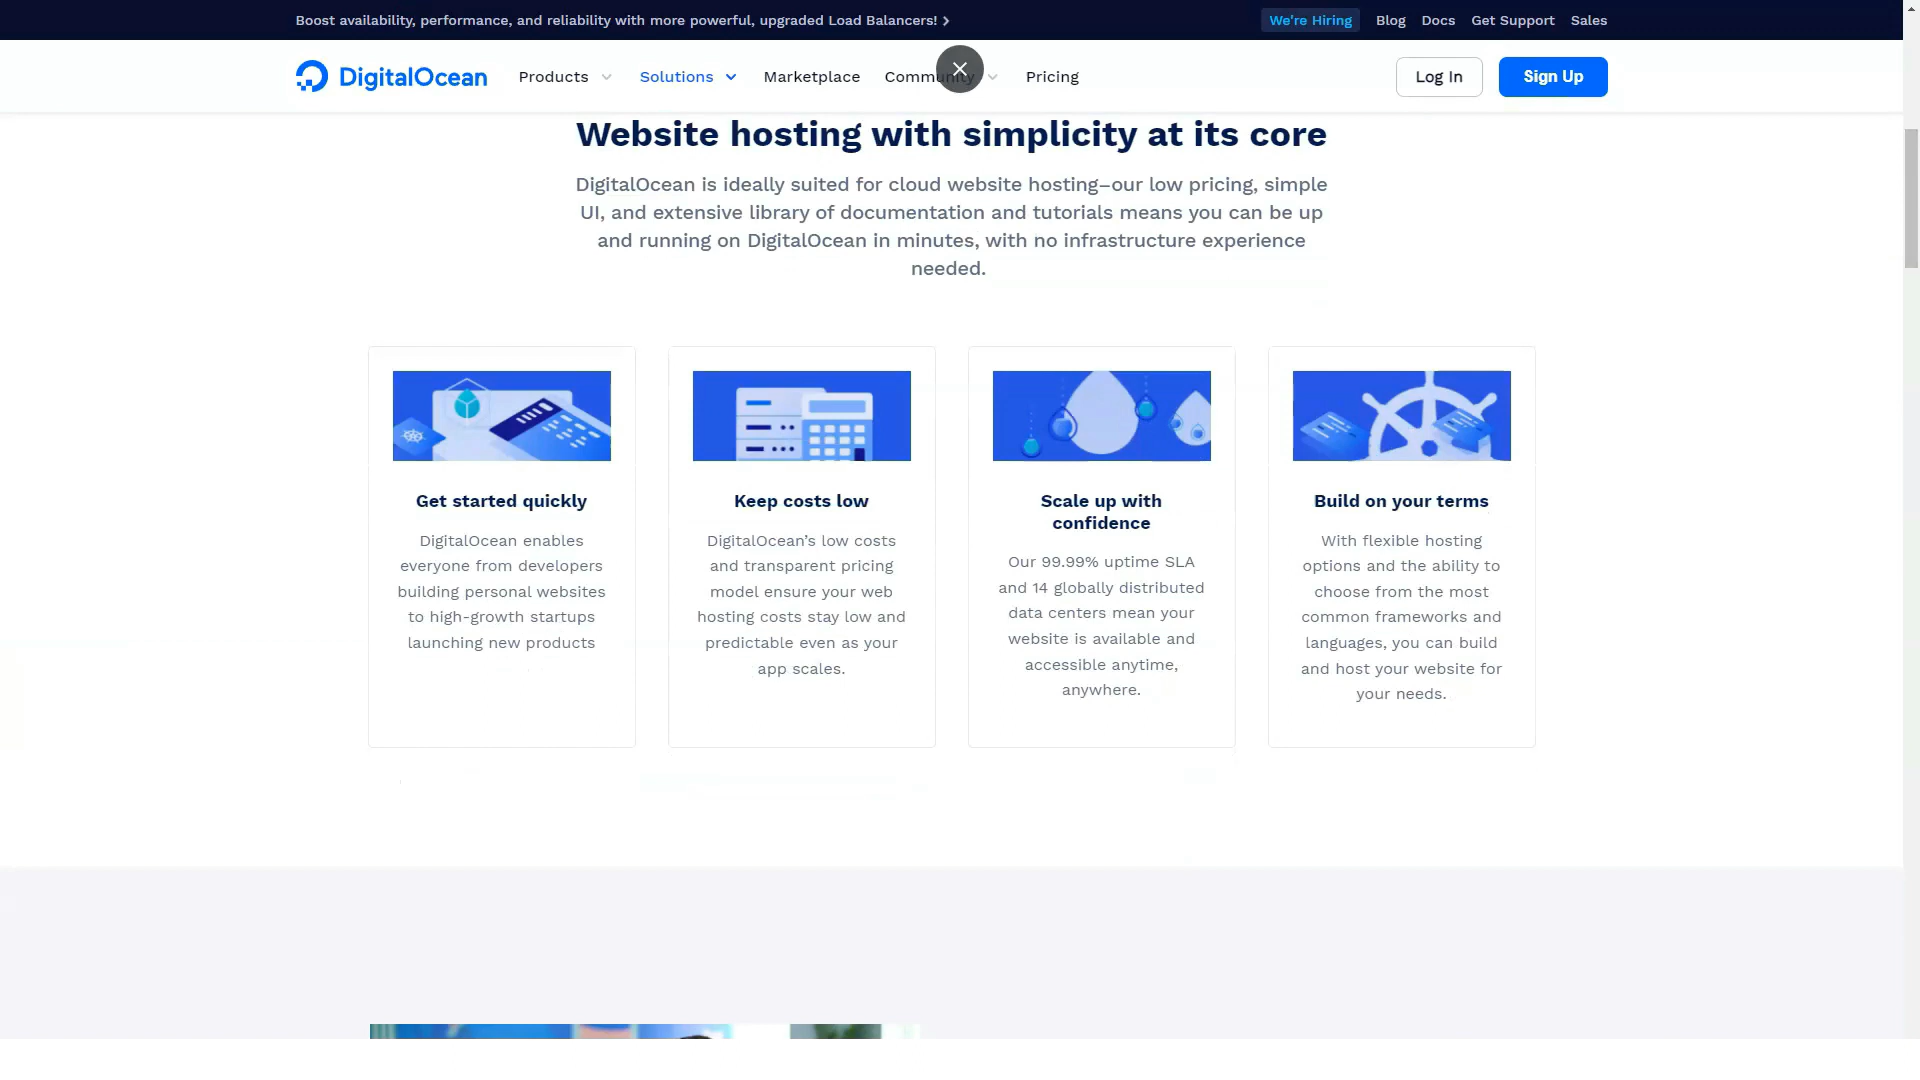 Boost availability, performance, and reliability with more powerful, upgraded Load Balancers!
We're Hiring Blog Docs Get Support Sales
DigitalOcean Products Solutions Marketplace Community Pricing Log In Sign Up
Website hosting with simplicity at its core
DigitalOcean is ideally suited for cloud website hosting–our low pricing, simple
UI, and extensive library of documentation and tutorials means you can be up
and running on DigitalOcean in minutes, with no infrastructure experience
needed.
Get started quickly
DigitalOcean enables
everyone from developers
building personal websites
to high-growth startups
launching new products
Keep costs low
DigitalOcean’s low costs
and transparent pricing
model ensure your web
hosting costs stay low and
predictable even as your
app scales.
Scale up with
confidence
Our 99.99% uptime SLA
and 14 globally distributed
data centers mean your
website is available and
accessible anytime,
anywhere.
Build on your terms
With flexible hosting
options and the ability to
choose from the most
common frameworks and
languages, you can build
and host your website for
your needs.